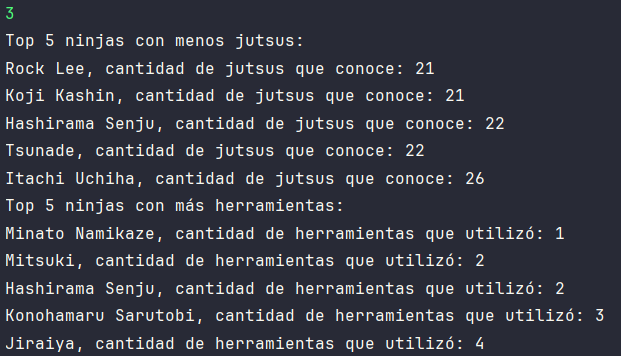 3
Top 5 ninjas con menos jutsus:
Rock Lee, cantidad de jutsus que conoce: 21
Koji Kashin, cantidad de jutsus que conoce: 21
Hashirama Senju, cantidad de jutsus que conoce: 22
Tsunade, cantidad de jutsus que conoce: 22
Itachi Uchiha, cantidad de jutsus que conoce: 26
Top 5 ninjas con más herramientas:
Minato Namikaze, cantidad de herramientas que utilizó: 1
Mitsuki, cantidad de herramientas que utilizó: 2
Hashirama Senju, cantidad de herramientas que utilizó: 2
Konohamaru Sarutobi, cantidad de herramientas que utilizó: 3
Jiraiya, cantidad de herramientas que utilizó: 4